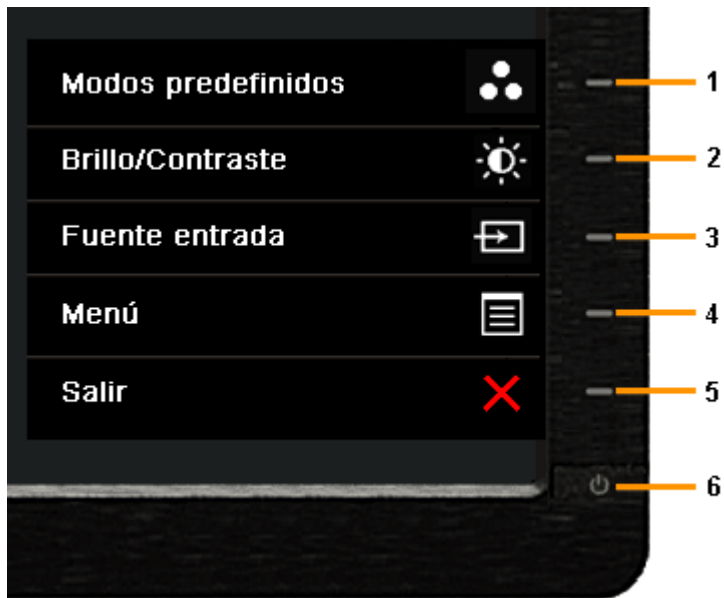 Modos predefinidos 1
Brillo/Contraste 2
Fuente entrada 3
Menú 4
Salir 5
6